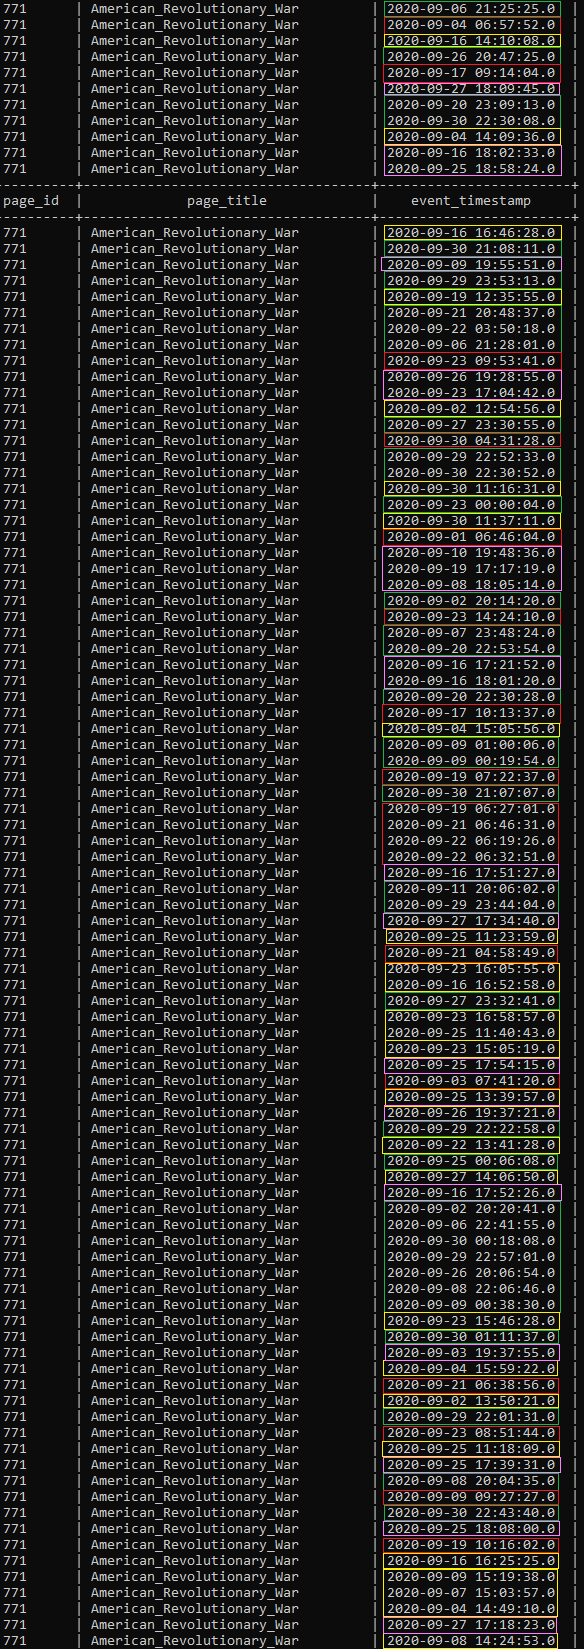 771 | American_Revolutionary_War | 2020-09-06 21:25:25.0 |
771 | American_Revolutionary_War | 2020-09-04 06:57:52.0 |
771 | American_Revolutionary_War | 2020-09-16 14:10:08.0 |
771 | American_Revolutionary_War | 2020-09-26 20:47:25.0 |
771 | American_Revolutionary_War | 2020-09-17 09:14:04.0 |
771 | American_Revolutionary_War | 2020-09-27 18:09:45.0 |
771 | American_Revolutionary_War | 2020-09-20 23:09:13.0 |
771 | American_Revolutionary_War | 2020-09-30 22:30:08.0 |
771 | American_Revolutionary_War | 2020-09-04 14:09:36.0 |
771 | American_Revolutionary_War | 2020-09-16 18:02:33.0 |
771 | American_Revolutionary_War | 2020-09-25 18:58:24.0 |
page_id | page_title | event_timestamp |
771 | American_Revolutionary_War | 2020-09-16 16:46:28.0 |
771 | American_Revolutionary_War | 2020-09-30 21:08:11.0 |
771 | American_Revolutionary_War | 2020-09-09 19:55:51.0 |
771 | American_Revolutionary_War | 2020-09-29 23:53:13.0 |
771 | American_Revolutionary_War | 2020-09-19 12:35:55.0 |
771 | American_Revolutionary_War | 2020-09-21 20:48:37.0 |
771 | American_Revolutionary_War | 2020-09-22 03:50:18.0 |
771 | American_Revolutionary_War | 2020-09-06 21:28:01.0 |
771 | American_Revolutionary_War | 2020-09-23 09:53:41.0 |
771 | American_Revolutionary_War | 2020-09-26 19:28:55.0 |
771 | American_Revolutionary_War | 2020-09-23 17:04:42.0 |
771 | American_Revolutionary_War | 2020-09-02 12:54:56.0 |
771 | American_Revolutionary_War | 2020-09-27 23:30:55.0 |
771 | American_Revolutionary_War | 2020-09-30 04:31:28.0 |
771 | American_Revolutionary_War | 2020-09-29 22:52:33.0 |
771 | American_Revolutionary_War | 2020-09-30 22:30:52.0 |
771 | American_Revolutionary_War | 2020-09-30 11:16:31.0 |
771 | American_Revolutionary_War | 2020-09-23 00:00:04.0 |
771 | American_Revolutionary_War | 2020-09-30 11:37:11.0 |
771 | American_Revolutionary_War | 2020-09-01 06:46:04.0 |
771 | American_Revolutionary_War | 2020-09-10 19:48:36.0 |
771 | American_Revolutionary_War | 2020-09-19 17:17:19.0 |
771 | American_Revolutionary_War | 2020-09-08 18:05:14.0 |
771 | American_Revolutionary_War | 2020-09-02 20:14:20.0 |
771 | American_Revolutionary_War | 2020-09-23 14:24:10.0 |
771 | American_Revolutionary_War | 2020-09-07 23:48:24.0 |
771 | American_Revolutionary_War | 2020-09-20 22:53:54.0 |
771 | American_Revolutionary_War | 2020-09-16 17:21:52.0 |
771 | American_Revolutionary_War | 2020-09-16 18:01:20.0 |
771 | American_Revolutionary_War | 2020-09-20 22:30:28.0 |
771 | American_Revolutionary_War | 2020-09-17 10:13:37.0 |
771 | American_Revolutionary_War | 2020-09-04 15:05:56.0 |
771 | American_Revolutionary_War | 2020-09-09 01:00:06.0 |
771 | American_Revolutionary_War | 2020-09-09 00:19:54.0 |
771 | American_Revolutionary_War | 2020-09-19 07:22:37.0 |
771 | American_Revolutionary_War | 2020-09-30 21:07:07.0 |
771 | American_Revolutionary_War | 2020-09-19 06:27:01.0 |
771 | American_Revolutionary_War | 2020-09-21 06:46:31.0 |
771 | American_Revolutionary_War | 2020-09-22 06:19:26.0 |
771 | American_Revolutionary_War | 2020-09-22 06:32:51.0 |
771 | American_Revolutionary_War | 2020-09-16 17:51:27.0 |
771 | American_Revolutionary_War | 2020-09-11 20:06:02.0 |
771 | American_Revolutionary_War | 2020-09-29 23:44:04.0 |
771 | American_Revolutionary_War | 2020-09-27 17:34:40.0 |
771 | American_Revolutionary_War | 2020-09-25 11:23:59.0 |
771 | American_Revolutionary_War | 2020-09-21 04:58:49.0 |
771 | American_Revolutionary_War | 2020-09-23 16:05:55.0 |
771 | American_Revolutionary_War | 2020-09-16 16:52:58.0 |
771 | American_Revolutionary_War | 2020-09-27 23:32:41.0 |
771 | American_Revolutionary_War | 2020-09-23 16:58:57.0 |
771 | American_Revolutionary_War | 2020-09-25 11:40:43.0 |
771 | American_Revolutionary_War | 2020-09-23 15:05:19.0 |
771 | American_Revolutionary_War | 2020-09-25 17:54:15.0 |
771 | American_Revolutionary_War | 2020-09-03 07:41:20.0 |
771 | American_Revolutionary_War | 2020-09-25 13:39:57.0 |
771 | American_Revolutionary_War | 2020-09-26 19:37:21.0 |
771 | American_Revolutionary_War | 2020-09-29 22:22:58.0 |
771 | American_Revolutionary_War | 2020-09-22 13:41:28.0 |
771 | American_Revolutionary_War | 2020-09-25 00:06:08.0 |
771 | American_Revolutionary_War | 2020-09-27 14:06:50.0 |
771 | American_Revolutionary_War | 2020-09-16 17:52:26.0 |
771 | American_Revolutionary_War | 2020-09-02 20:20:41.0 |
771 | American_Revolutionary_War | 2020-09-06 22:41:55.0 |
771 | American_Revolutionary_War | 2020-09-30 00:18:08.0 |
771 | American_Revolutionary_War | 2020-09-29 22:57:01.0 |
771 | American_Revolutionary_War | 2020-09-26 20:06:54.0 |
771 | American_Revolutionary_War | 2020-09-08 22:06:46.0 |
771 | American_Revolutionary_War | 2020-09-09 00:38:30.0 |
771 | American_Revolutionary_War | 2020-09-23 15:46:28.0 |
771 | American_Revolutionary_War | 2020-09-30 01:11:37.0 |
771 | American_Revolutionary_War | 2020-09-03 19:37:55.0 |
771 | American_Revolutionary_War | 2020-09-04 15:59:22.0 |
771 | American_Revolutionary_War | 2020-09-21 06:38:56.0 |
771 | American_Revolutionary_War | 2020-09-02 13:50:21.0 |
771 | American_Revolutionary_War | 2020-09-29 22:01:31.0 |
771 | American_Revolutionary_War | 2020-09-23 08:51:44.0 |
771 | American_Revolutionary_War | 2020-09-25 11:18:09.0 |
771 | American_Revolutionary_War | 2020-09-25 17:39:31.0 |
771 | American_Revolutionary_War | 2020-09-08 20:04:35.0 |
771 | American_Revolutionary_War | 2020-09-09 09:27:27.0 |
771 | American_Revolutionary_War | 2020-09-30 22:43:40.0 |
771 | American_Revolutionary_War | 2020-09-25 18:08:00.0 |
771 | American_Revolutionary_War | 2020-09-19 10:16:02.0 |
771 | American_Revolutionary_War | 2020-09-16 16:25:25.0 |
771 | American_Revolutionary_War | 2020-09-09 15:19:38.0 |
771 | American_Revolutionary_War | 2020-09-07 15:03:57.0 |
771 | American_Revolutionary_War | 2020-09-04 14:49:10.0 |
771 | American_Revolutionary_War | 2020-09-27 17:18:23.0 |
771 | American_Revolutionary_War | 2020-09-08 14:24:53.0 |